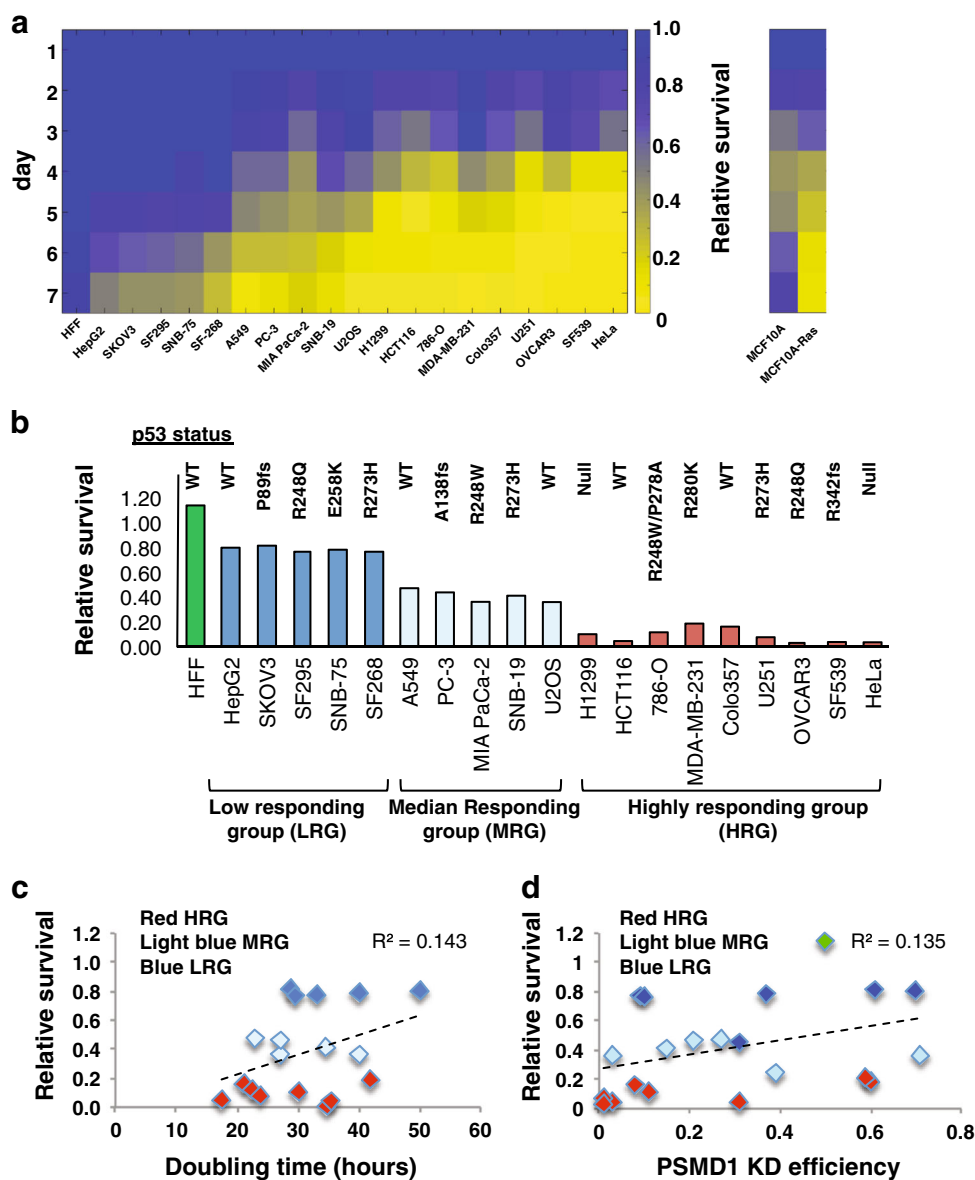 a
1
2
3
4
5
6
7
day
HFF
HepG2
SKOV3
SF295
SNB-75
SF-268
A549
PC-3
MIA PaCa-2
SNB-19
U2OS
H1299
HCT116
786-O
MDA-MB-231
Colo357
U251
OVCAR3
SF539
HeLa
1.0
0.8
0.6
0.4
0.2
0
Relative survival
MCF10A
MCF10A-Ras
b
p53 status
WT
WT
P89fs
R248Q
E258K
R273H
WT
A138fs
R248W
R273H
WT
Null
WT
R248W/P278A
R280K
WT
R273H
R248Q
R342fs
Null
Relative survival
1.20
1.00
0.80
0.60
0.40
0.20
0.00
HFF
HepG2
SKOV3
SF295
SNB-75
SF268
A549
PC-3
MIA PaCa-2
SNB-19
U2OS
H1299
HCT116
786-O
MDA-MB-231
Colo357
U251
OVCAR3
SF539
HeLa
Low responding
group (LRG)
Median Responding
group (MRG)
Highly responding group
(HRG)
c
Red HRG
Light blue MRG
Blue LRG
R² = 0.143
Relative survival
1.2
1.0
0.8
0.6
0.4
0.2
0.0
0 10 20 30 40 50 60
Doubling time (hours)
d
Red HRG
Light blue MRG
Blue LRG
R² = 0.135
Relative survival
1.2
1
0.8
0.6
0.4
0.2
0
0 0.2 0.4 0.6 0.8
PSMD1 KD efficiency